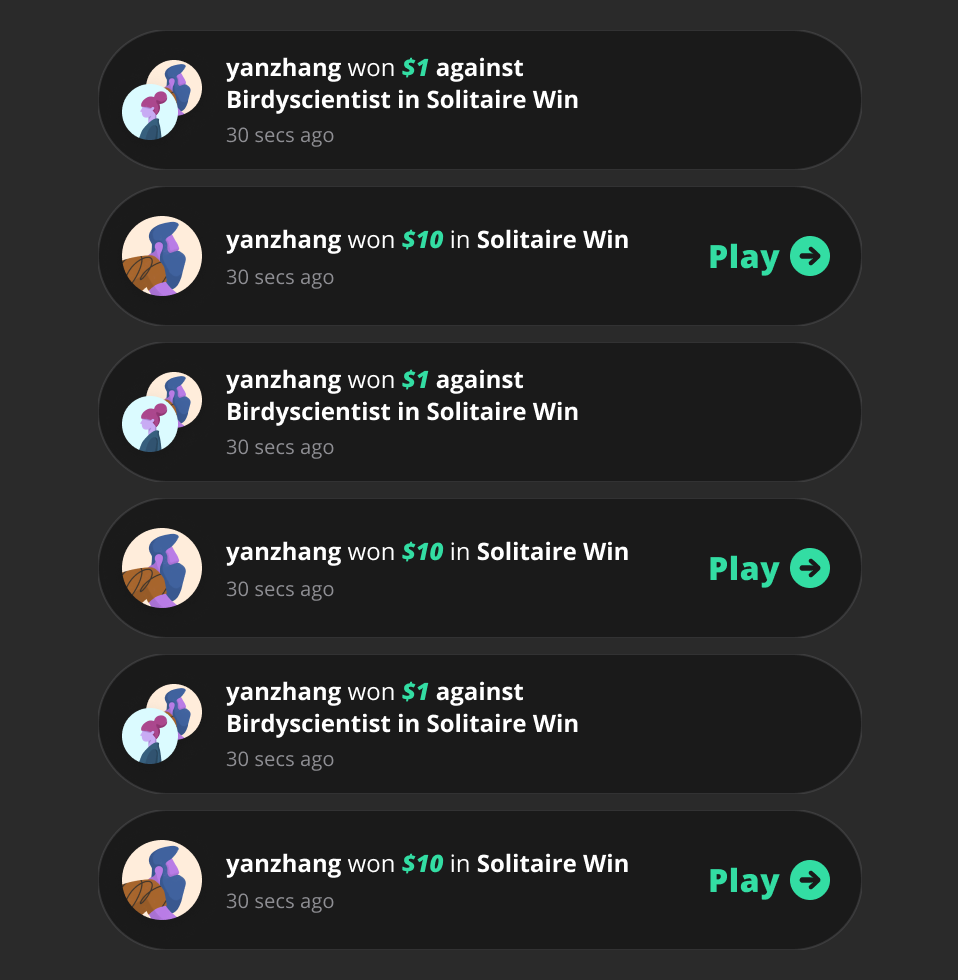 yanzhang won $1 against
Birdyscientist in Solitaire Win
30 secs ago
yanzhang won $10 in Solitaire Win
30 secs ago
Play
yanzhang won $1 against
Birdyscientist in Solitaire Win
30 secs ago
yanzhang won $10 in Solitaire Win
30 secs ago
Play
yanzhang won $1 against
Birdyscientist in Solitaire Win
30 secs ago
yanzhang won $10 in Solitaire Win
30 secs ago
Play